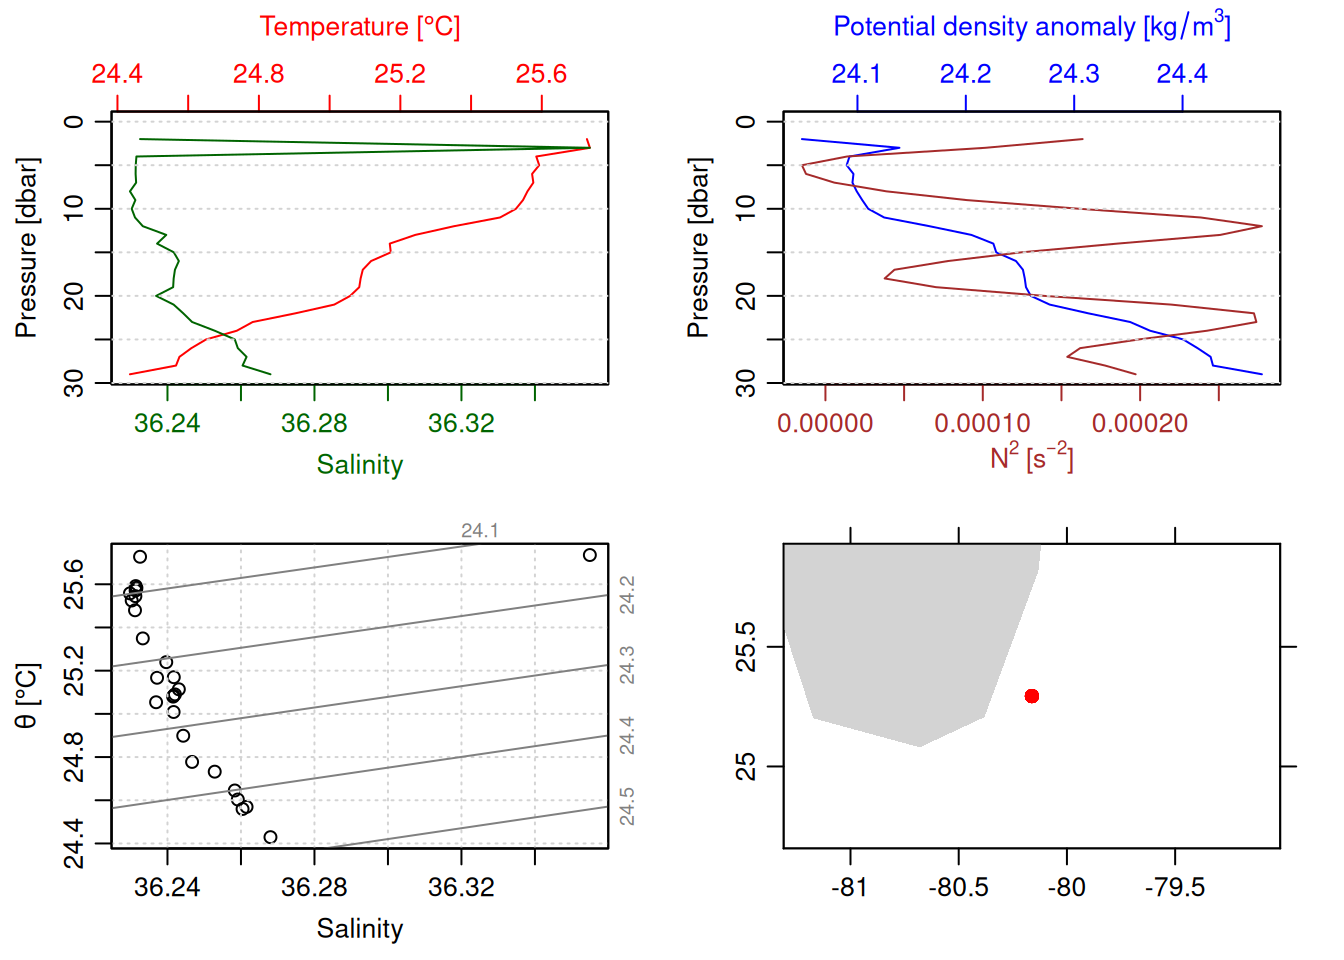 Temperature [°C]
24.4 24.8 25.2 25.6
Pressure [dbar]
0
10
20
30
36.24 36.28 36.32
Salinity
Potential density anomaly [kg/m³]
24.1 24.2 24.3 24.4
Pressure [dbar]
0
10
20
30
0.00000 0.00010 0.00020
N² [s⁻²]
24.1
θ [°C]
25.6
25.2
24.8
24.4
24.2
24.3
24.4
24.5
36.24 36.28 36.32
Salinity
25.5
25
-81 -80.5 -80 -79.5